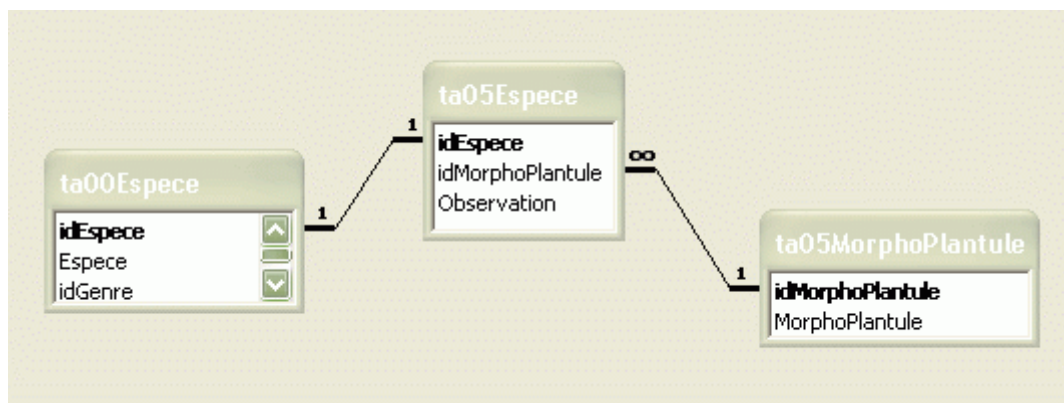 ta00Espece
idEspece
Espece
idGenre
1
1
ta05Espece
idEspece
idMorphoPlantule
Observation
∞
1
ta05MorphoPlantule
idMorphoPlantule
MorphoPlantule